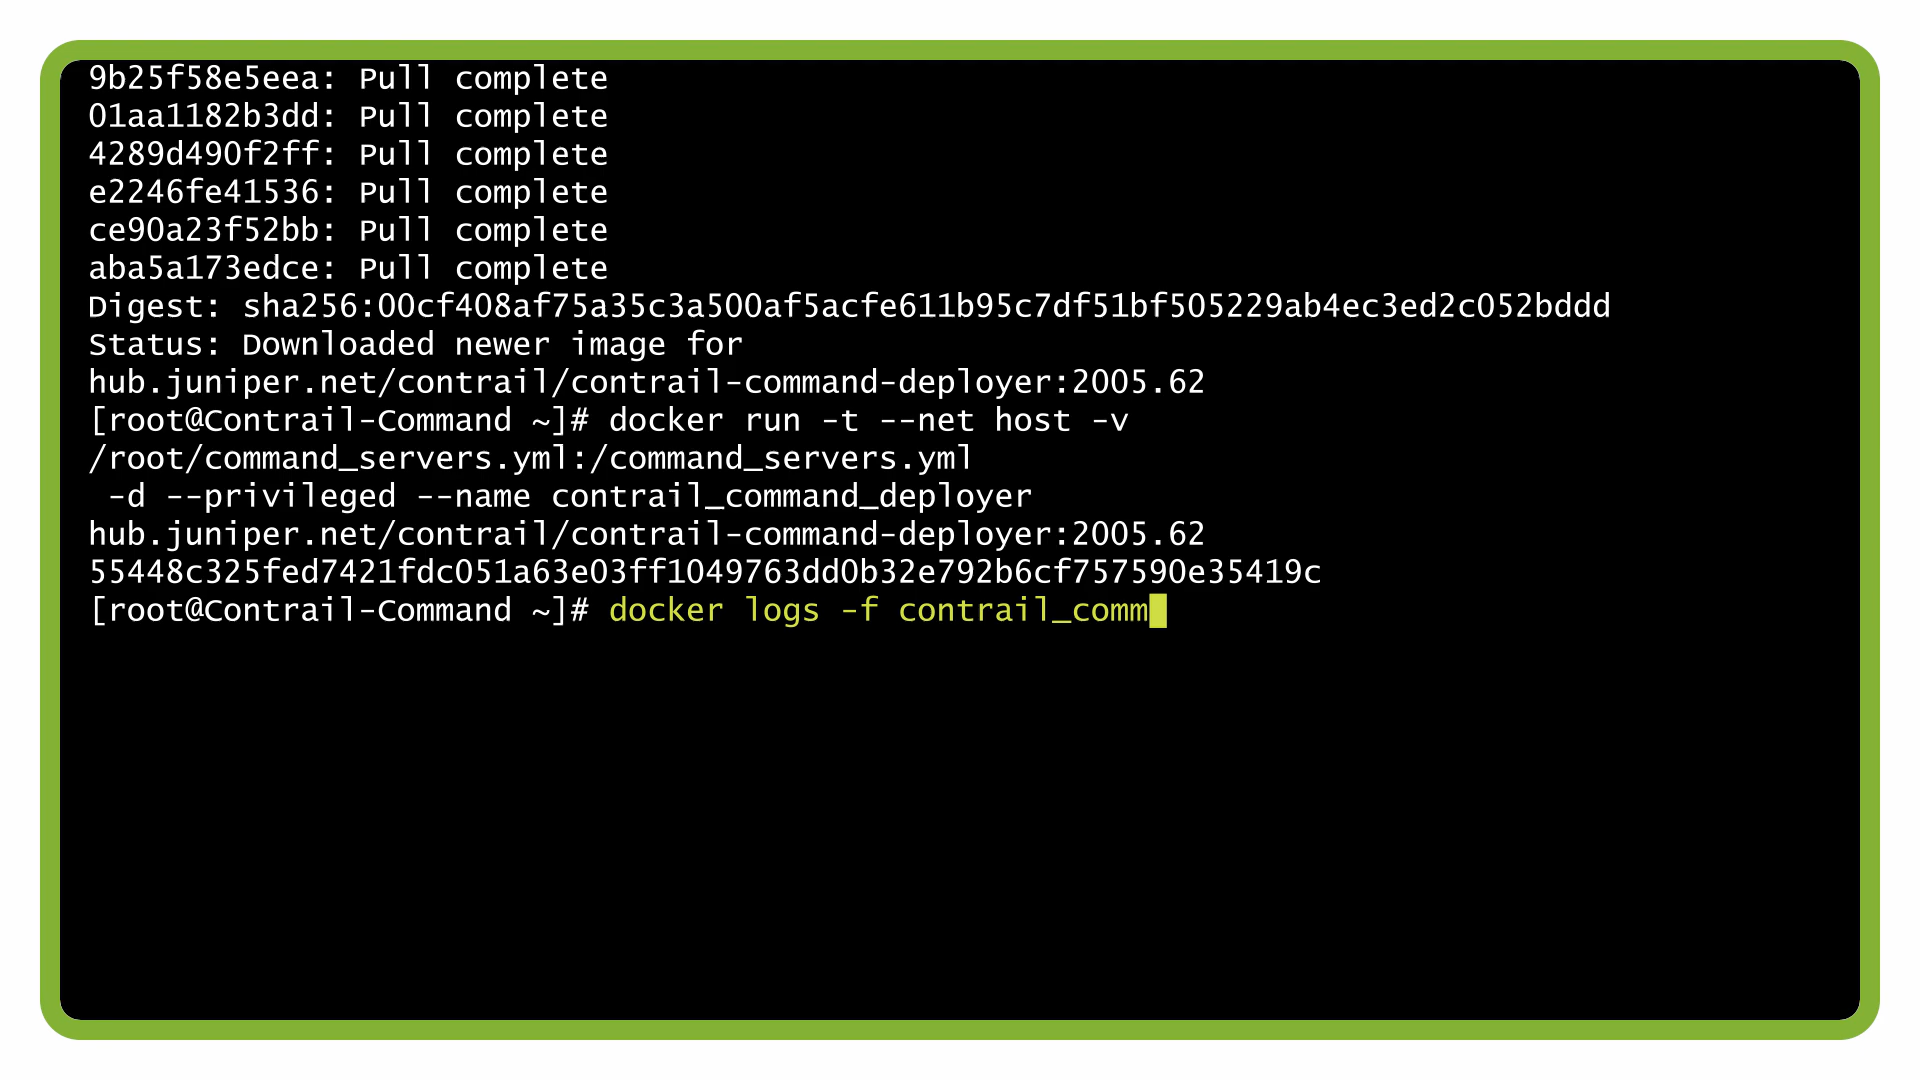 9b25f58e5eea: Pull complete
01aa1182b3dd: Pull complete
4289d490f2ff: Pull complete
e2246fe41536: Pull complete
ce90a23f52bb: Pull complete
aba5a173edce: Pull complete
Digest: sha256:00cf408af75a35c3a500af5acfe611b95c7df51bf505229ab4ec3ed2c052bddd
Status: Downloaded newer image for
hub.juniper.net/contrail/contrail-command-deployer:2005.62
[root@Contrail-Command ~]# docker run -t --net host -v
/root/command_servers.yml:/command_servers.yml
 -d --privileged --name contrail_command_deployer
hub.juniper.net/contrail/contrail-command-deployer:2005.62
55448c325fed7421fdc051a63e03ff1049763dd0b32e792b6cf757590e35419c
[root@Contrail-Command ~]# docker logs -f contrail_comm